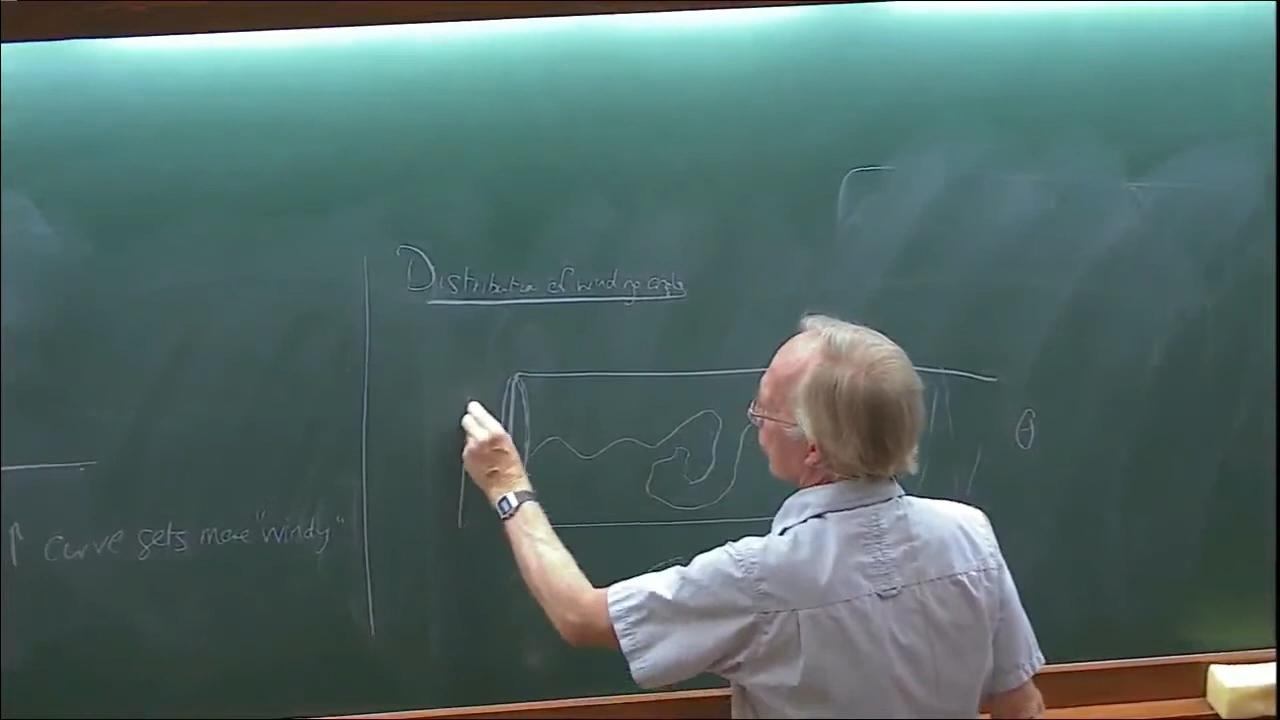 ↑ curve gets more "windy"
Distribution of winding angle
θ